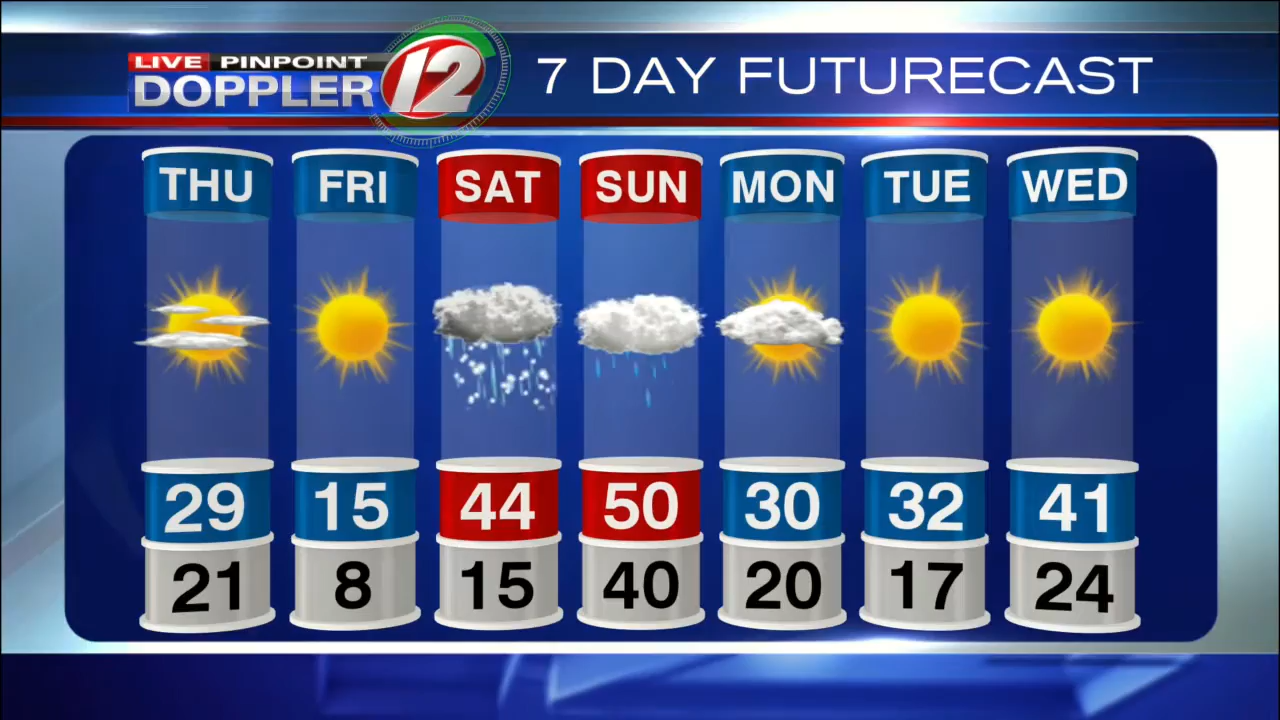 LIVE PINPOINT
DOPPLER 12
7 DAY FUTURECAST
THU FRI SAT SUN MON TUE WED
29 15 44 50 30 32 41
21 8 15 40 20 17 24